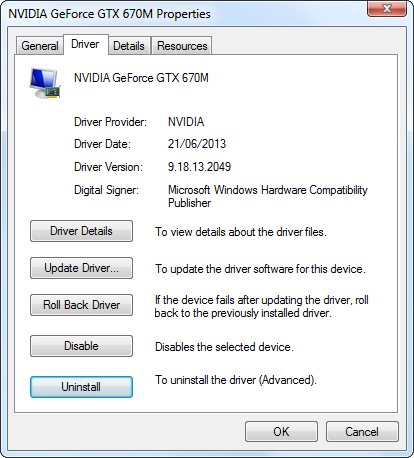 NVIDIA GeForce GTX 670M Properties
General Driver Details Resources
NVIDIA GeForce GTX 670M
Driver Provider: NVIDIA
Driver Date: 21/06/2013
Driver Version: 9.18.13.2049
Digital Signer: Microsoft Windows Hardware Compatibility
Publisher
Driver Details To view details about the driver files.
Update Driver... To update the driver software for this device.
Roll Back Driver If the device fails after updating the driver, roll
back to the previously installed driver.
Disable Disables the selected device.
Uninstall To uninstall the driver (Advanced).
OK Cancel